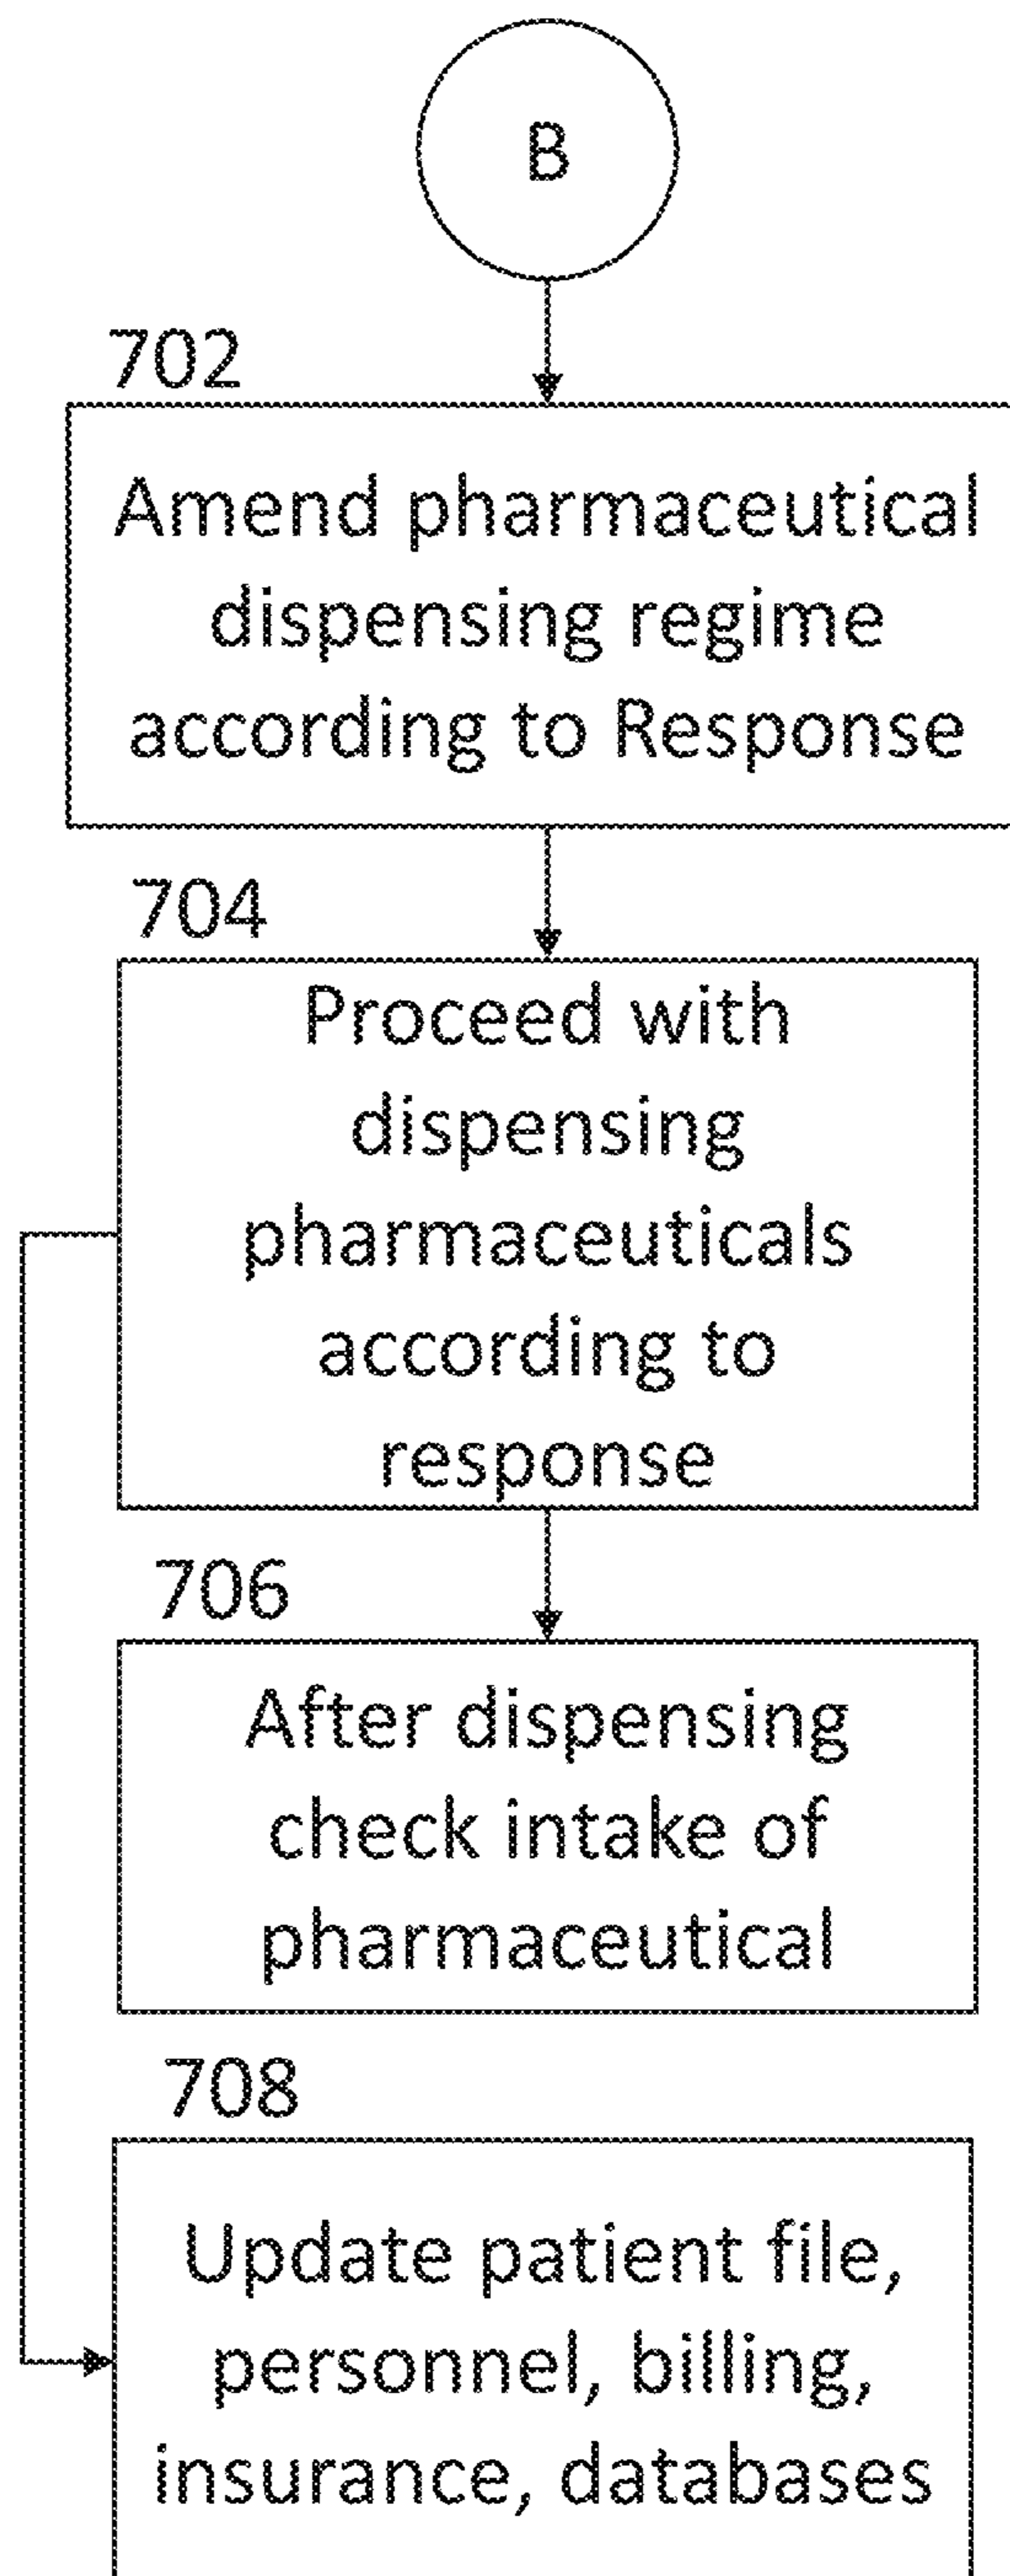 B
702
Amend pharmaceutical
dispensing regime
according to Response
704
Proceed with
dispensing
pharmaceuticals
according to
response
706
After dispensing
check intake of
pharmaceutical
708
Update patient file,
personnel, billing,
insurance, databases